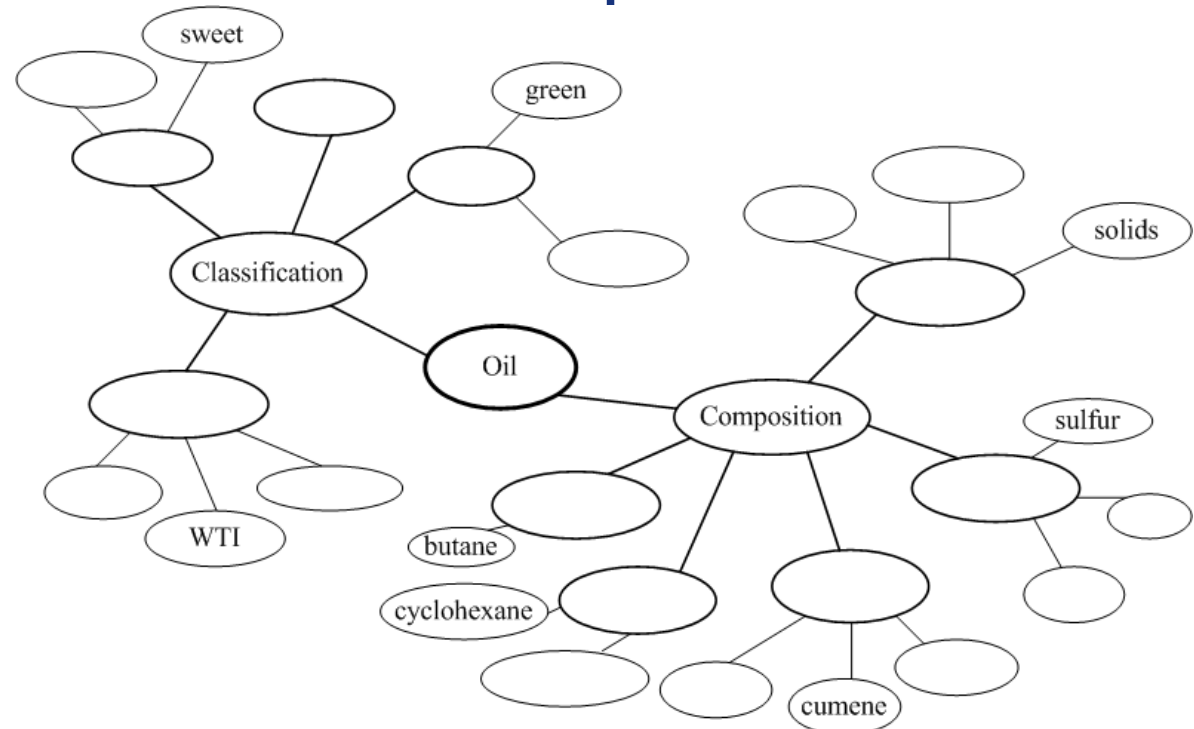 sweet
green
solids
Classification
Oil
Composition
sulfur
WTI
butane
cyclohexane
cumene